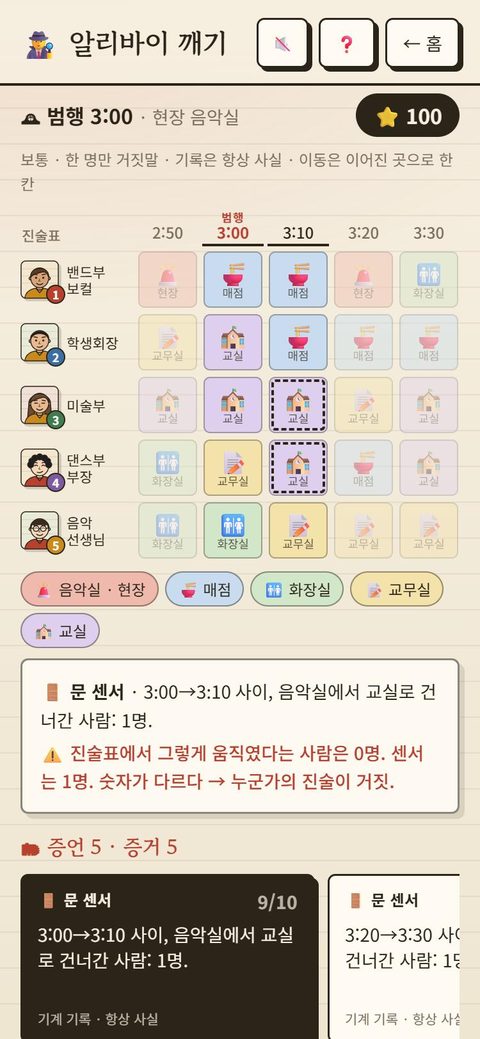 알리바이 깨기
← 홈
범행 3:00 · 현장 음악실
100
보통 · 한 명만 거짓말 · 기록은 항상 사실 · 이동은 이어진 곳으로 한
칸
범행
진술표 2:50 3:00 3:10 3:20 3:30
밴드부
보컬
1
현장 매점 매점 현장 화장실
학생회장
2
교무실 교실 매점 매점 매점
미술부
3
교실 교실 교실 교무실 교실
댄스부
부장
4
화장실 교무실 교실 매점 교실
음악
선생님
5
화장실 화장실 교무실 교무실 교무실
음악실 · 현장 매점 화장실 교무실
교실
문 센서 · 3:00→3:10 사이, 음악실에서 교실로 건
너간 사람: 1명.
진술표에서 그렇게 움직였다는 사람은 0명. 센서
는 1명. 숫자가 다르다 → 누군가의 진술이 거짓.
증언 5 · 증거 5
문 센서 9/10
3:00→3:10 사이, 음악실에서 교실
로 건너간 사람: 1명.
기계 기록 · 항상 사실
문 센서
3:20→3:30 사
건너간 사람: 1
기계 기록 · 항상 사